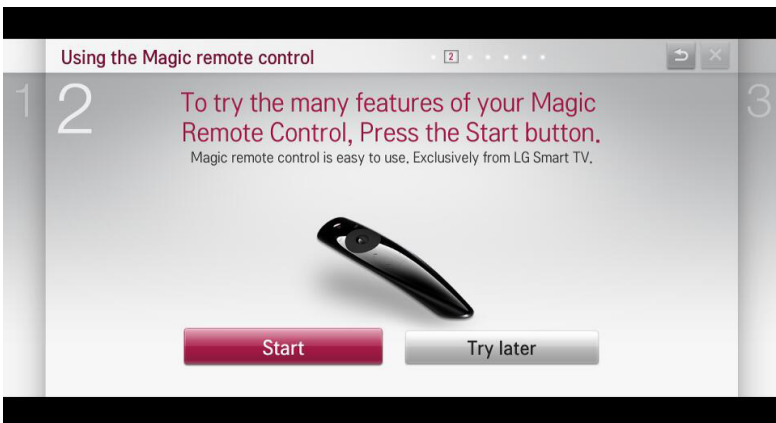 Using the Magic remote control
2
1
2
3
To try the many features of your Magic
Remote Control, Press the Start button.
Magic remote control is easy to use. Exclusively from LG Smart TV.
Start
Try later